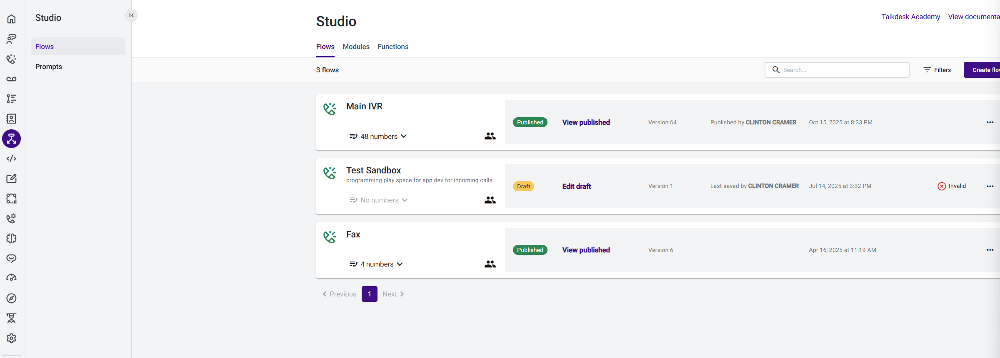 Studio
Flows
Prompts
Studio
Talkdesk Academy View documenta
Flows Modules Functions
3 flows
Search...
Filters
Create flow
Main IVR
48 numbers
Published View published Version 64 Published by CLINTON CRAMER Oct 15, 2025 at 8:33 PM
Test Sandbox
programming play space for app dev for incoming calls
No numbers
Draft Edit draft Version 1 Last saved by CLINTON CRAMER Jul 14, 2025 at 3:32 PM Invalid
Fax
4 numbers
Published View published Version 6 Apr 16, 2025 at 11:19 AM
Previous 1 Next